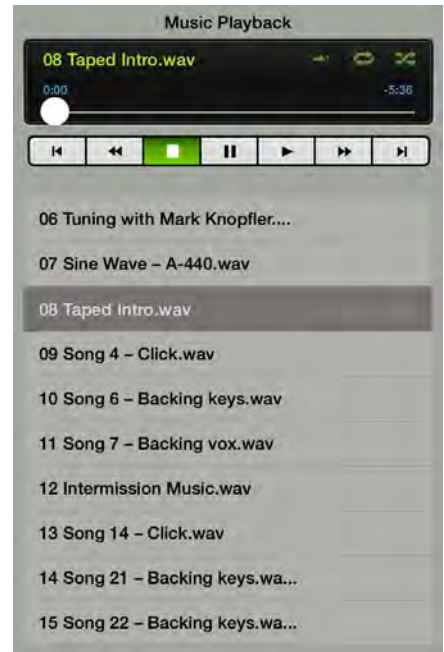 Music Playback
08 Taped Intro.wav
0:00 -5:36
06 Tuning with Mark Knopfler....
07 Sine Wave – A-440.wav
08 Taped Intro.wav
09 Song 4 – Click.wav
10 Song 6 – Backing keys.wav
11 Song 7 – Backing vox.wav
12 Intermission Music.wav
13 Song 14 – Click.wav
14 Song 21 – Backing keys.wa...
15 Song 22 – Backing keys.wa...